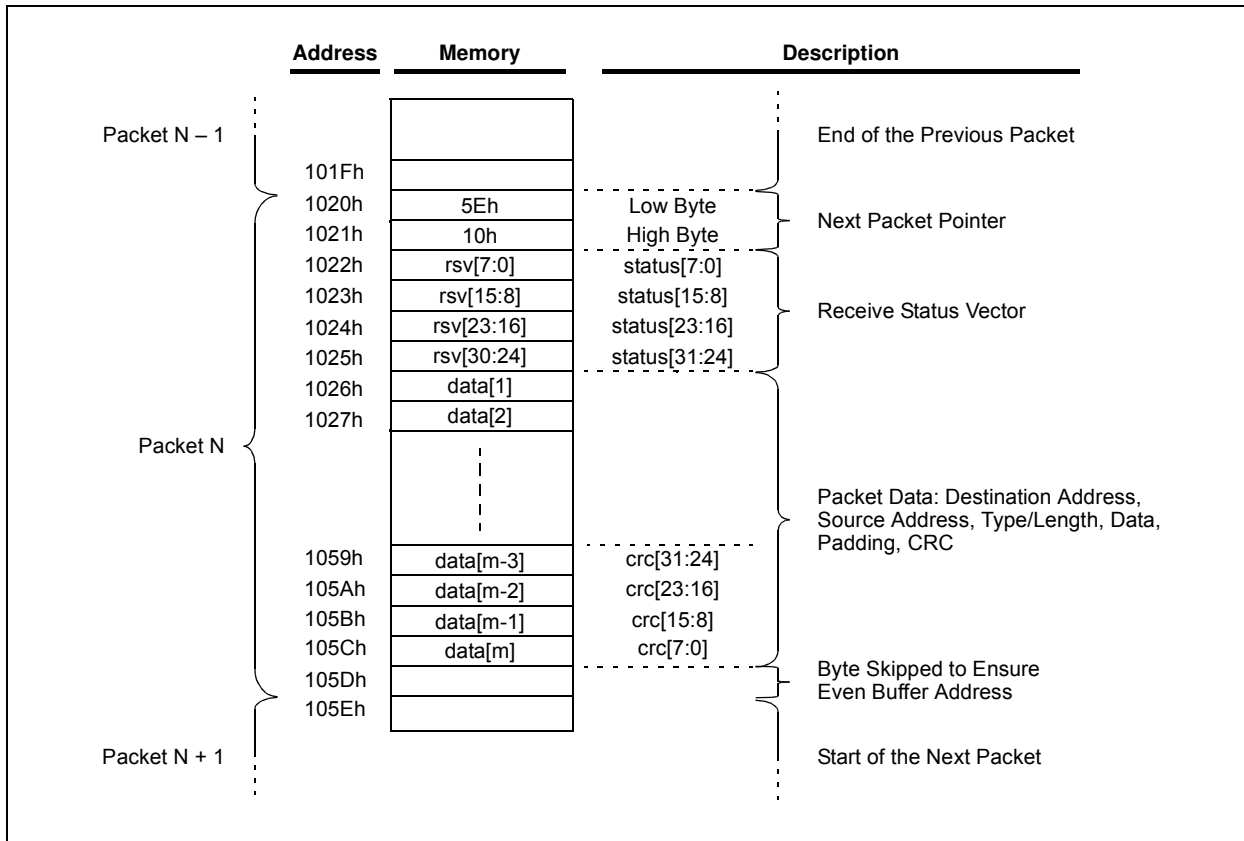 Address Memory Description
Packet N – 1
End of the Previous Packet
101Fh
1020h 5Eh Low Byte
Next Packet Pointer
1021h 10h High Byte
1022h rsv[7:0] status[7:0]
1023h rsv[15:8] status[15:8]
Receive Status Vector
1024h rsv[23:16] status[23:16]
1025h rsv[30:24] status[31:24]
1026h data[1]
1027h data[2]
Packet N
Packet Data: Destination Address,
Source Address, Type/Length, Data,
Padding, CRC
1059h data[m-3] crc[31:24]
105Ah data[m-2] crc[23:16]
105Bh data[m-1] crc[15:8]
105Ch data[m] crc[7:0]
105Dh
Byte Skipped to Ensure
Even Buffer Address
105Eh
Packet N + 1
Start of the Next Packet